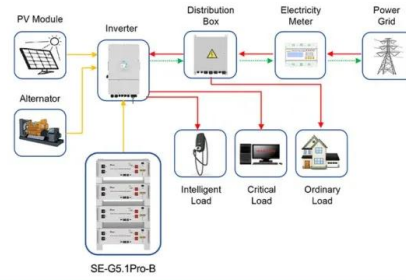 PV Module
Inverter
Distribution
Box
Electricity
Meter
Power
Grid
Alternator
Intelligent
Load
Critical
Load
Ordinary
Load
SE-G5.1Pro-B